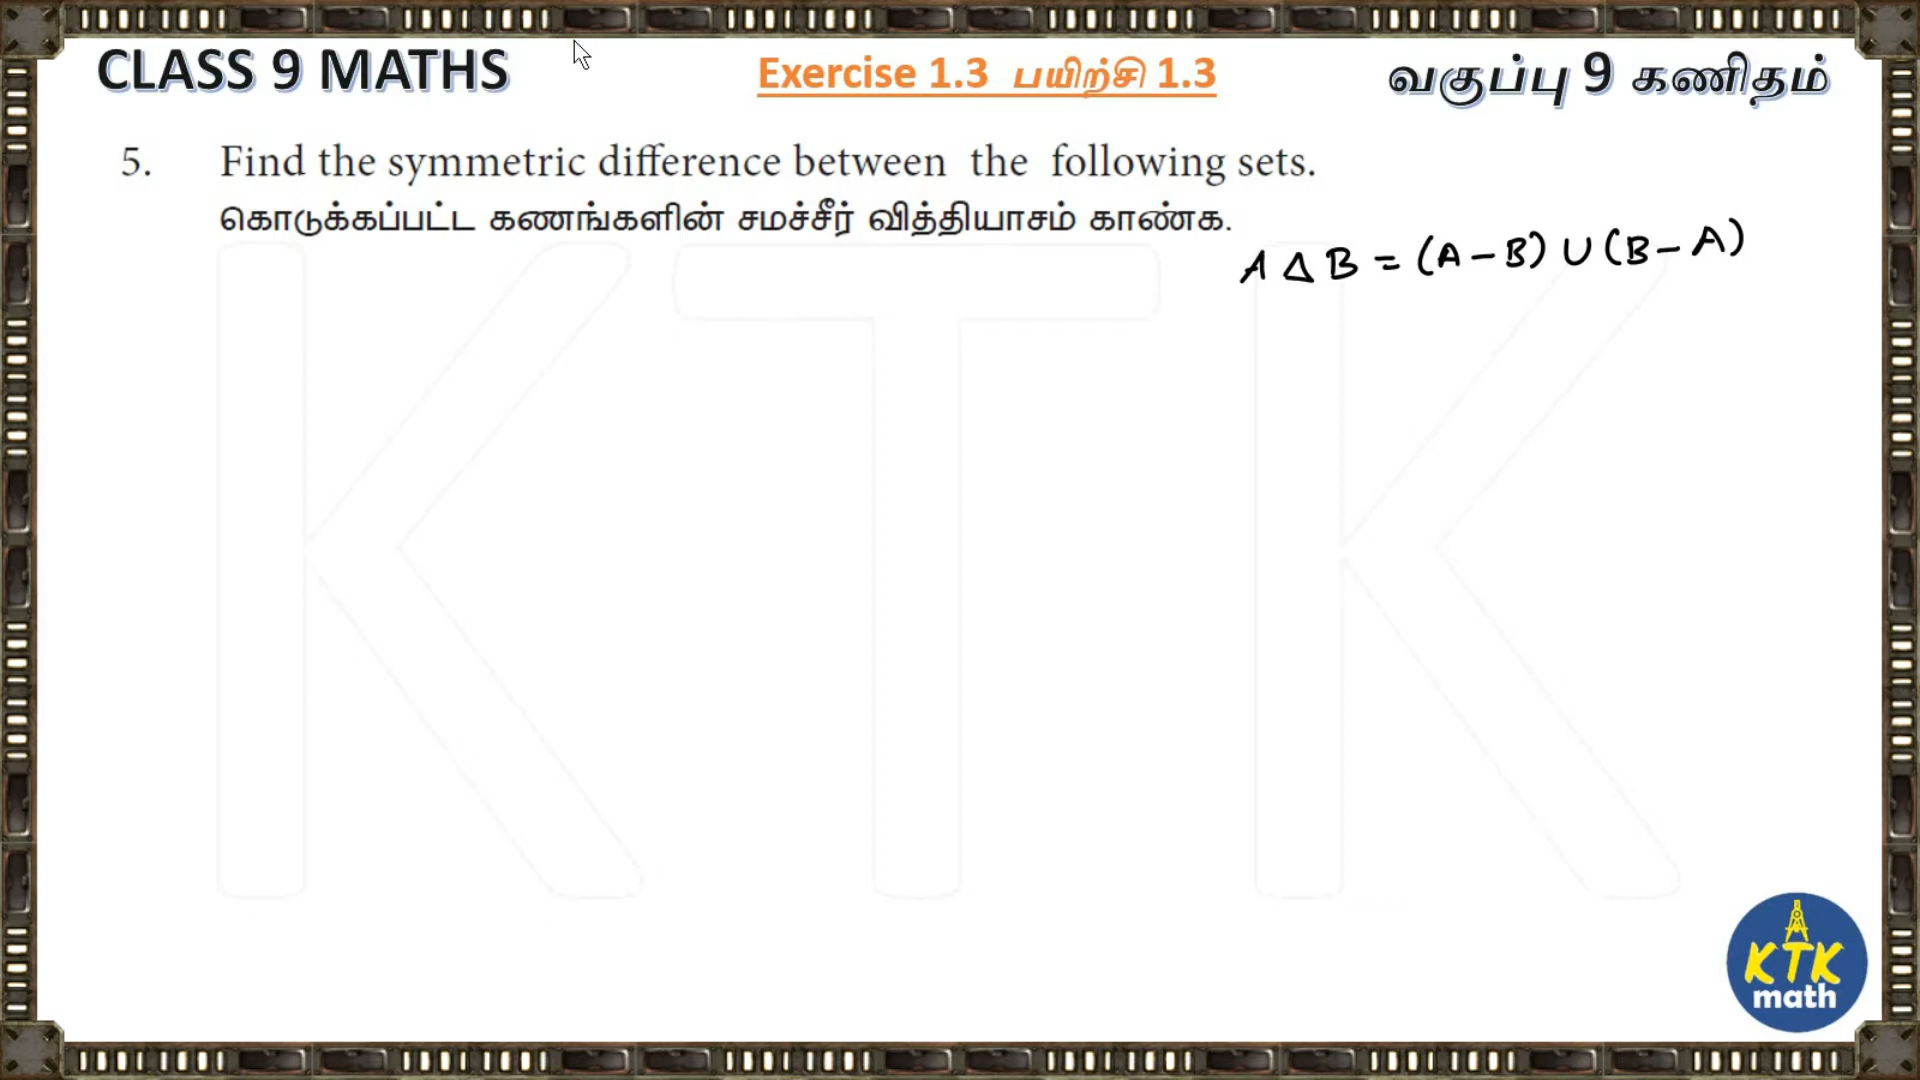 CLASS 9 MATHS Exercise 1.3 பயிற்சி 1.3 வகுப்பு 9 கணிதம்
5. Find the symmetric difference between the following sets.
கொடுக்கப்பட்ட கணங்களின் சமச்சீர் வித்தியாசம் காண்க.
A Δ B = (A − B) ∪ (B − A)
KTK
KTK
math